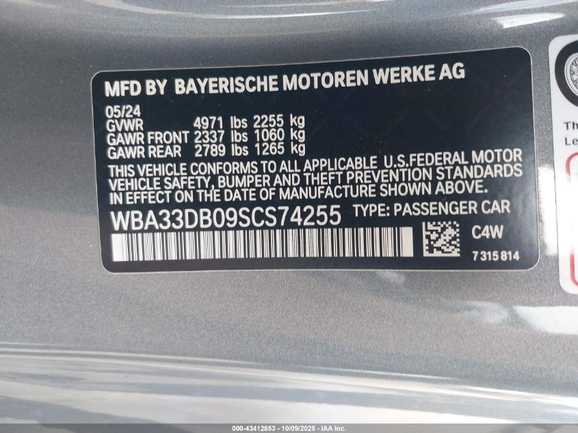 MFD BY BAYERISCHE MOTOREN WERKE AG
05/24
GVWR 4971 lbs 2255 kg
GAWR FRONT 2337 lbs 1060 kg
GAWR REAR 2789 lbs 1265 kg
THIS VEHICLE CONFORMS TO ALL APPLICABLE U.S.FEDERAL MOTOR
VEHICLE SAFETY, BUMPER AND THEFT PREVENTION STANDARDS
IN EFFECT ON THE DATE OF MANUFACTURE SHOWN ABOVE.
WBA33DB09SCS74255 TYPE: PASSENGER CAR
C4W
7 315 814
Th
Le
000-43412653 - 10/09/2025 - IAA Inc.